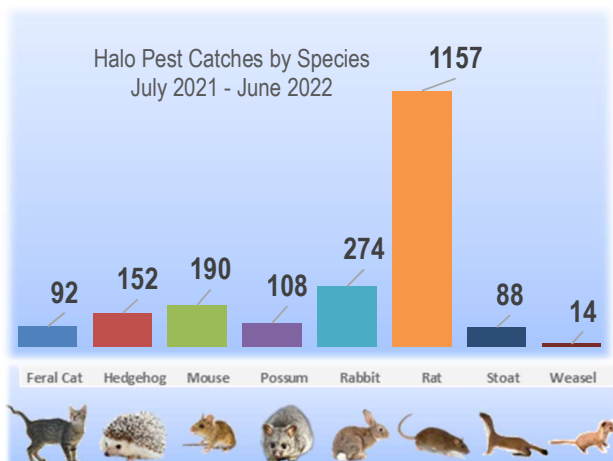 Halo Pest Catches by Species
July 2021 - June 2022
92
152
190
108
274
1157
88
14
Feral Cat Hedgehog Mouse Possum Rabbit Rat Stoat Weasel